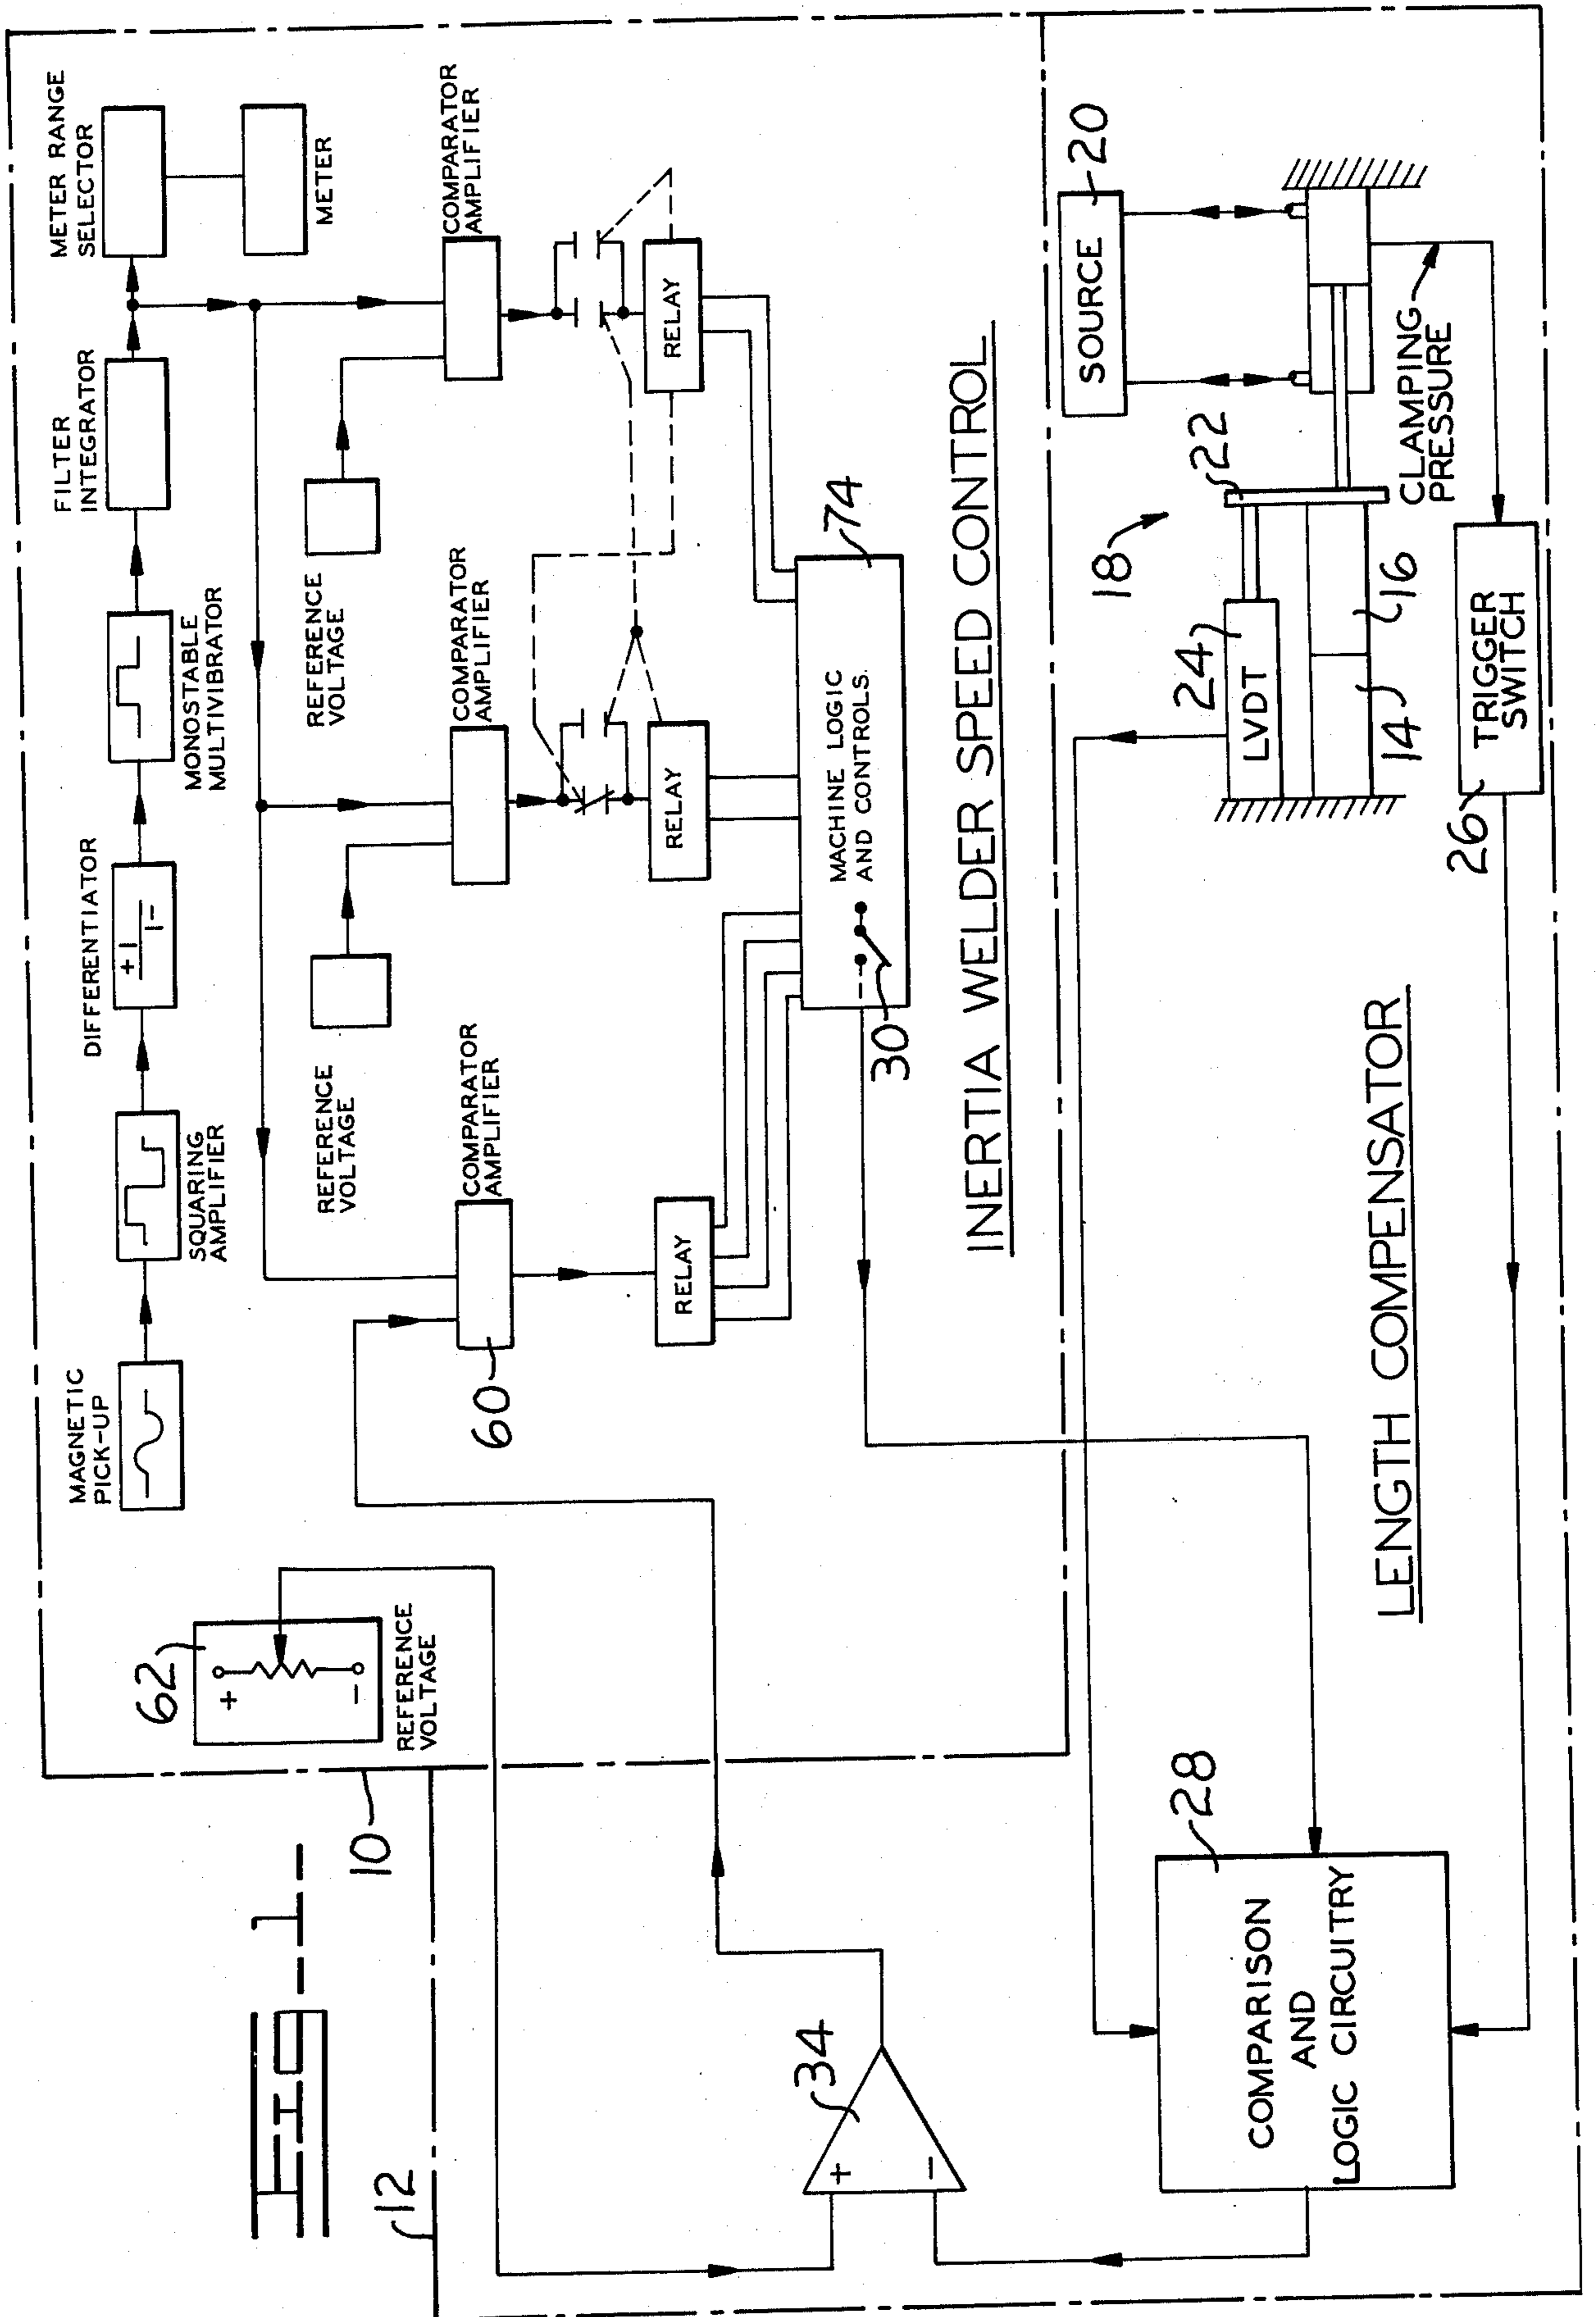 FIG_1_
12
10
62
+
-
REFERENCE
VOLTAGE
MAGNETIC
PICK-UP
SQUARING
AMPLIFIER
DIFFERENTIATOR
+
-
MONOSTABLE
MULTIVIBRATOR
FILTER
INTEGRATOR
METER RANGE
SELECTOR
METER
REFERENCE
VOLTAGE
REFERENCE
VOLTAGE
60
COMPARATOR
AMPLIFIER
COMPARATOR
AMPLIFIER
COMPARATOR
AMPLIFIER
RELAY
RELAY
RELAY
MACHINE LOGIC
AND CONTROLS.
74
30
INERTIA WELDER SPEED CONTROL
34
+
-
28
COMPARISON
AND
LOGIC CIRCUITRY
18
20
SOURCE
22
24
LVDT
14
16
CLAMPING
PRESSURE
26
TRIGGER
SWITCH
LENGTH COMPENSATOR